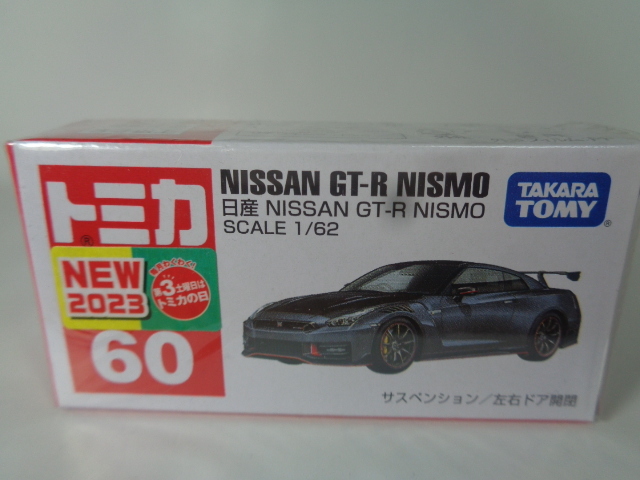 トミカ
®
NISSAN GT-R NISMO
日産 NISSAN GT-R NISMO
SCALE 1/62
TAKARA
TOMY®
NEW
2023
第3土曜日は
トミカの日
60
サスペンション/左右ドア開閉